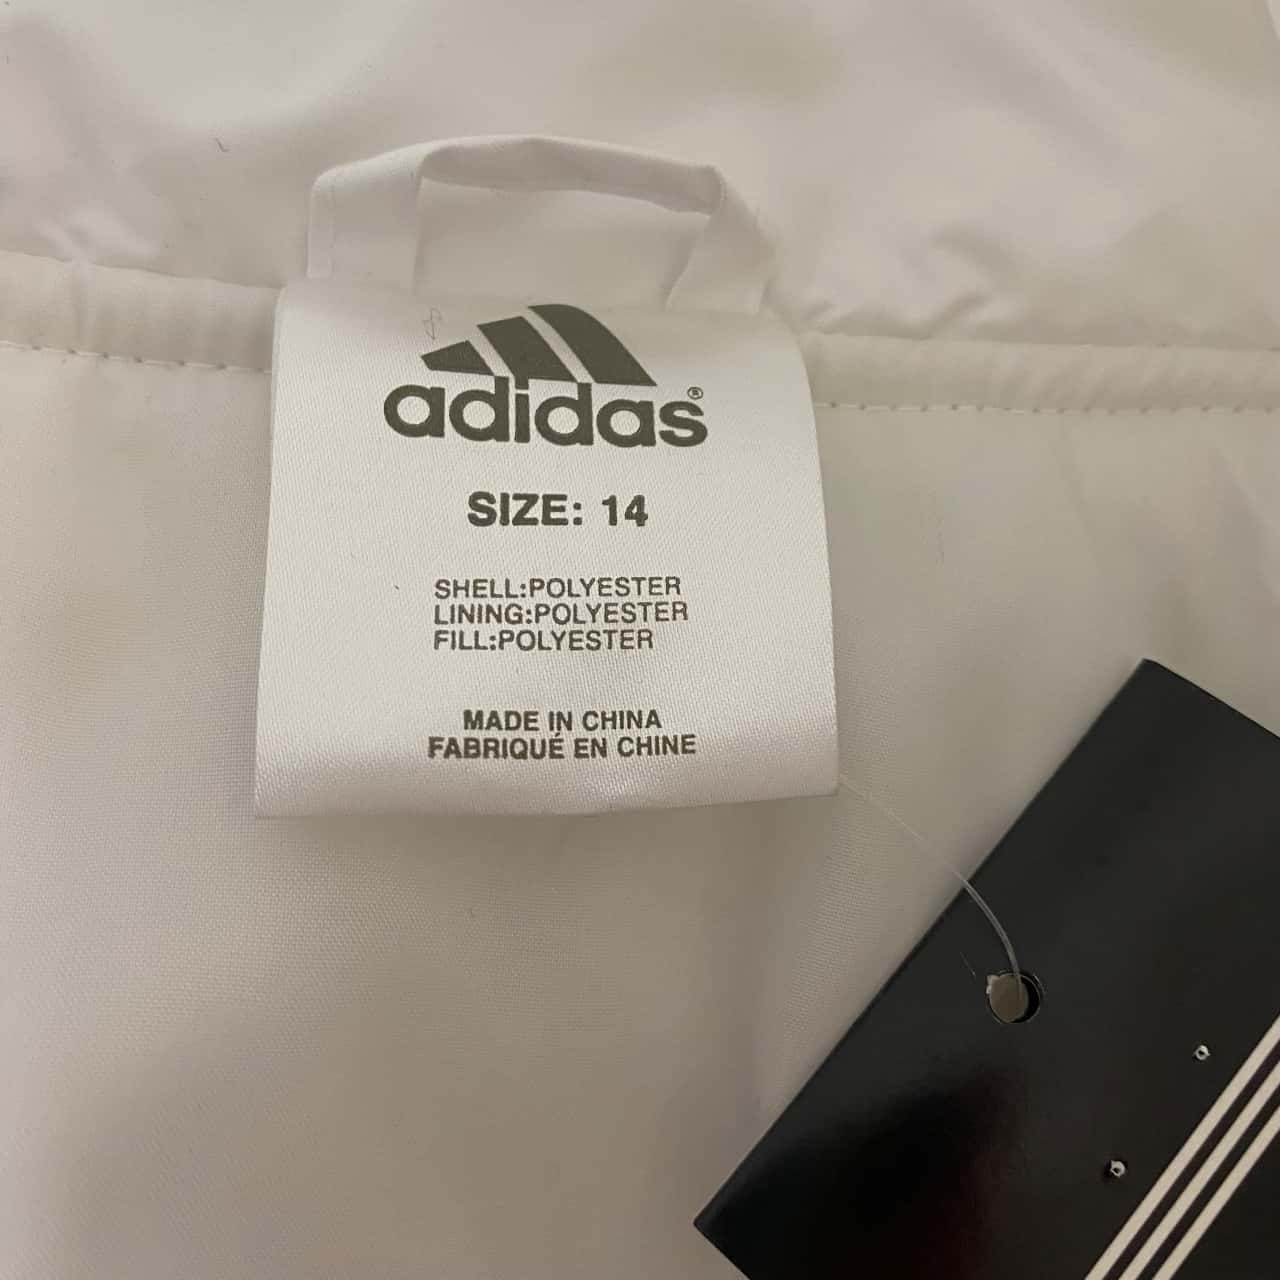 adidas®
SIZE: 14
SHELL:POLYESTER
LINING:POLYESTER
FILL:POLYESTER
MADE IN CHINA
FABRIQUÉ EN CHINE